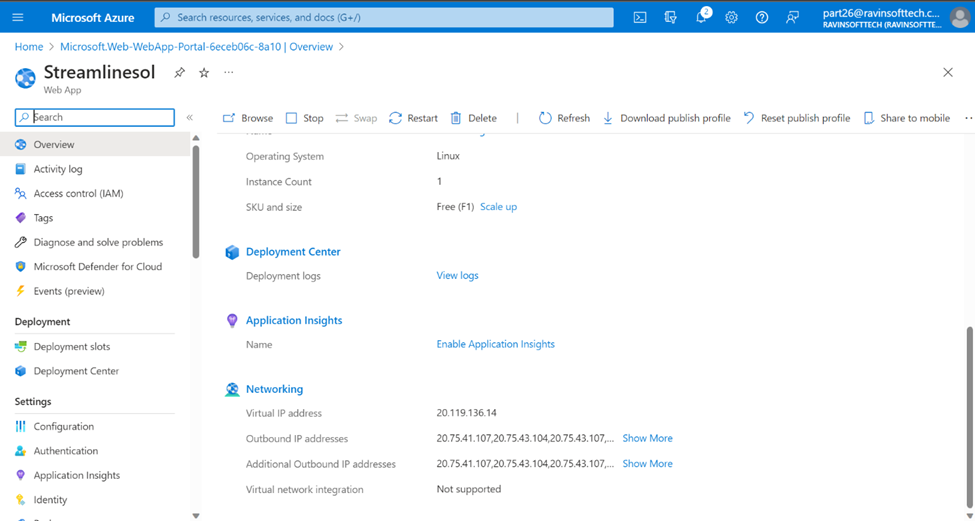 Microsoft Azure
Search resources, services, and docs (G+/)
2
part26@ravinsofttech.c...
RAVINSOFTTECH (RAVINSOFTTE...
Home > Microsoft.Web-WebApp-Portal-6eceb06c-8a10 | Overview >
Streamlinesol
Web App
Search
Browse Stop Swap Restart Delete Refresh Download publish profile Reset publish profile Share to mobile
Overview
Activity log
Access control (IAM)
Tags
Diagnose and solve problems
Microsoft Defender for Cloud
Events (preview)
Deployment
Deployment slots
Deployment Center
Settings
Configuration
Authentication
Application Insights
Identity
Operating System Linux
Instance Count 1
SKU and size Free (F1) Scale up
Deployment Center
Deployment logs View logs
Application Insights
Name Enable Application Insights
Networking
Virtual IP address 20.119.136.14
Outbound IP addresses 20.75.41.107,20.75.43.104,20.75.43.107,... Show More
Additional Outbound IP addresses 20.75.41.107,20.75.43.104,20.75.43.107,... Show More
Virtual network integration Not supported